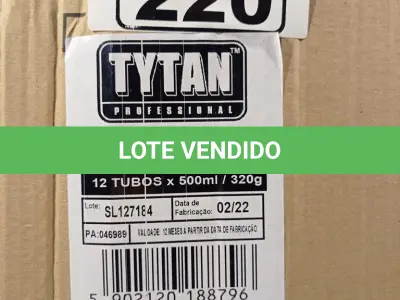 220
TYTAN™
PROFESSIONAL
LOTE VENDIDO
12 TUBOS x 500ml / 320g
Lote: SL127184 Data de Fabricação: 02/22
PA:046989 VALIDADE: 12 MESES A PARTIR DA DATA DE FABRICAÇÃO
5 902120 188796